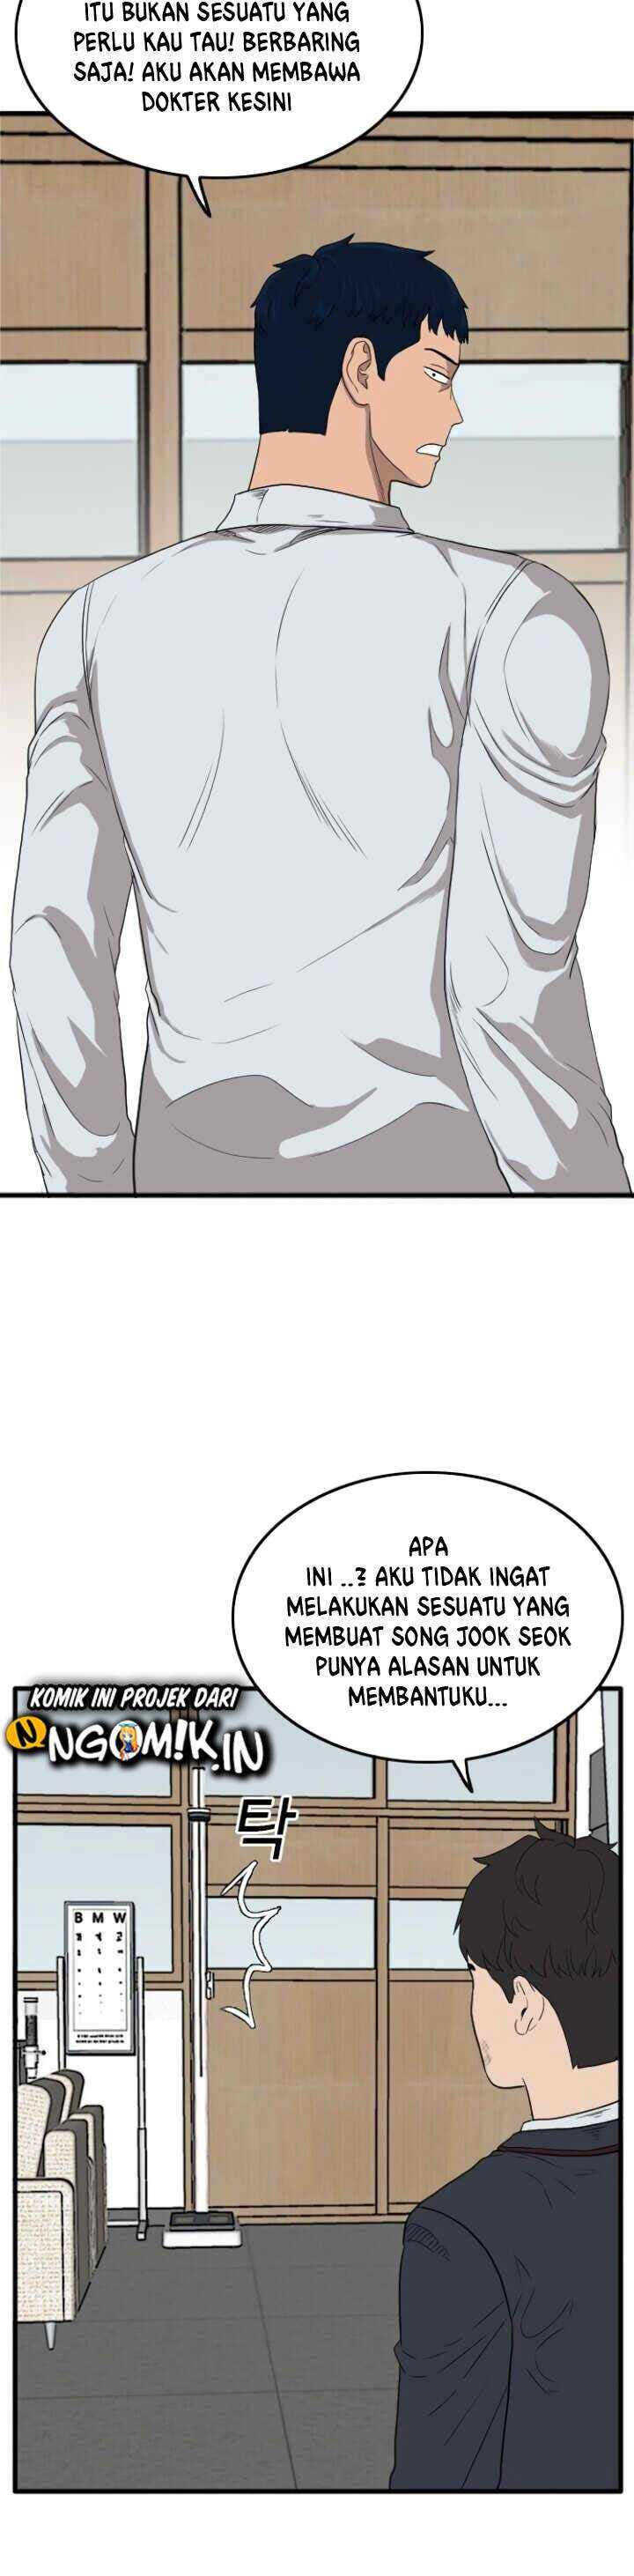 ITU BUKAN SESUATU YANG
PERLU KAU TAU! BERBARING
SAJA! AKU AKAN MEMBAWA
DOKTER KESINI
APA
INI ..? AKU TIDAK INGAT
MELAKUKAN SESUATU YANG
MEMBUAT SONG JOOK SEOK
PUNYA ALASAN UNTUK
MEMBANTUKU...
KOMIK INI PROJEK DARI
N NGOMIK.IN
탁
B M W